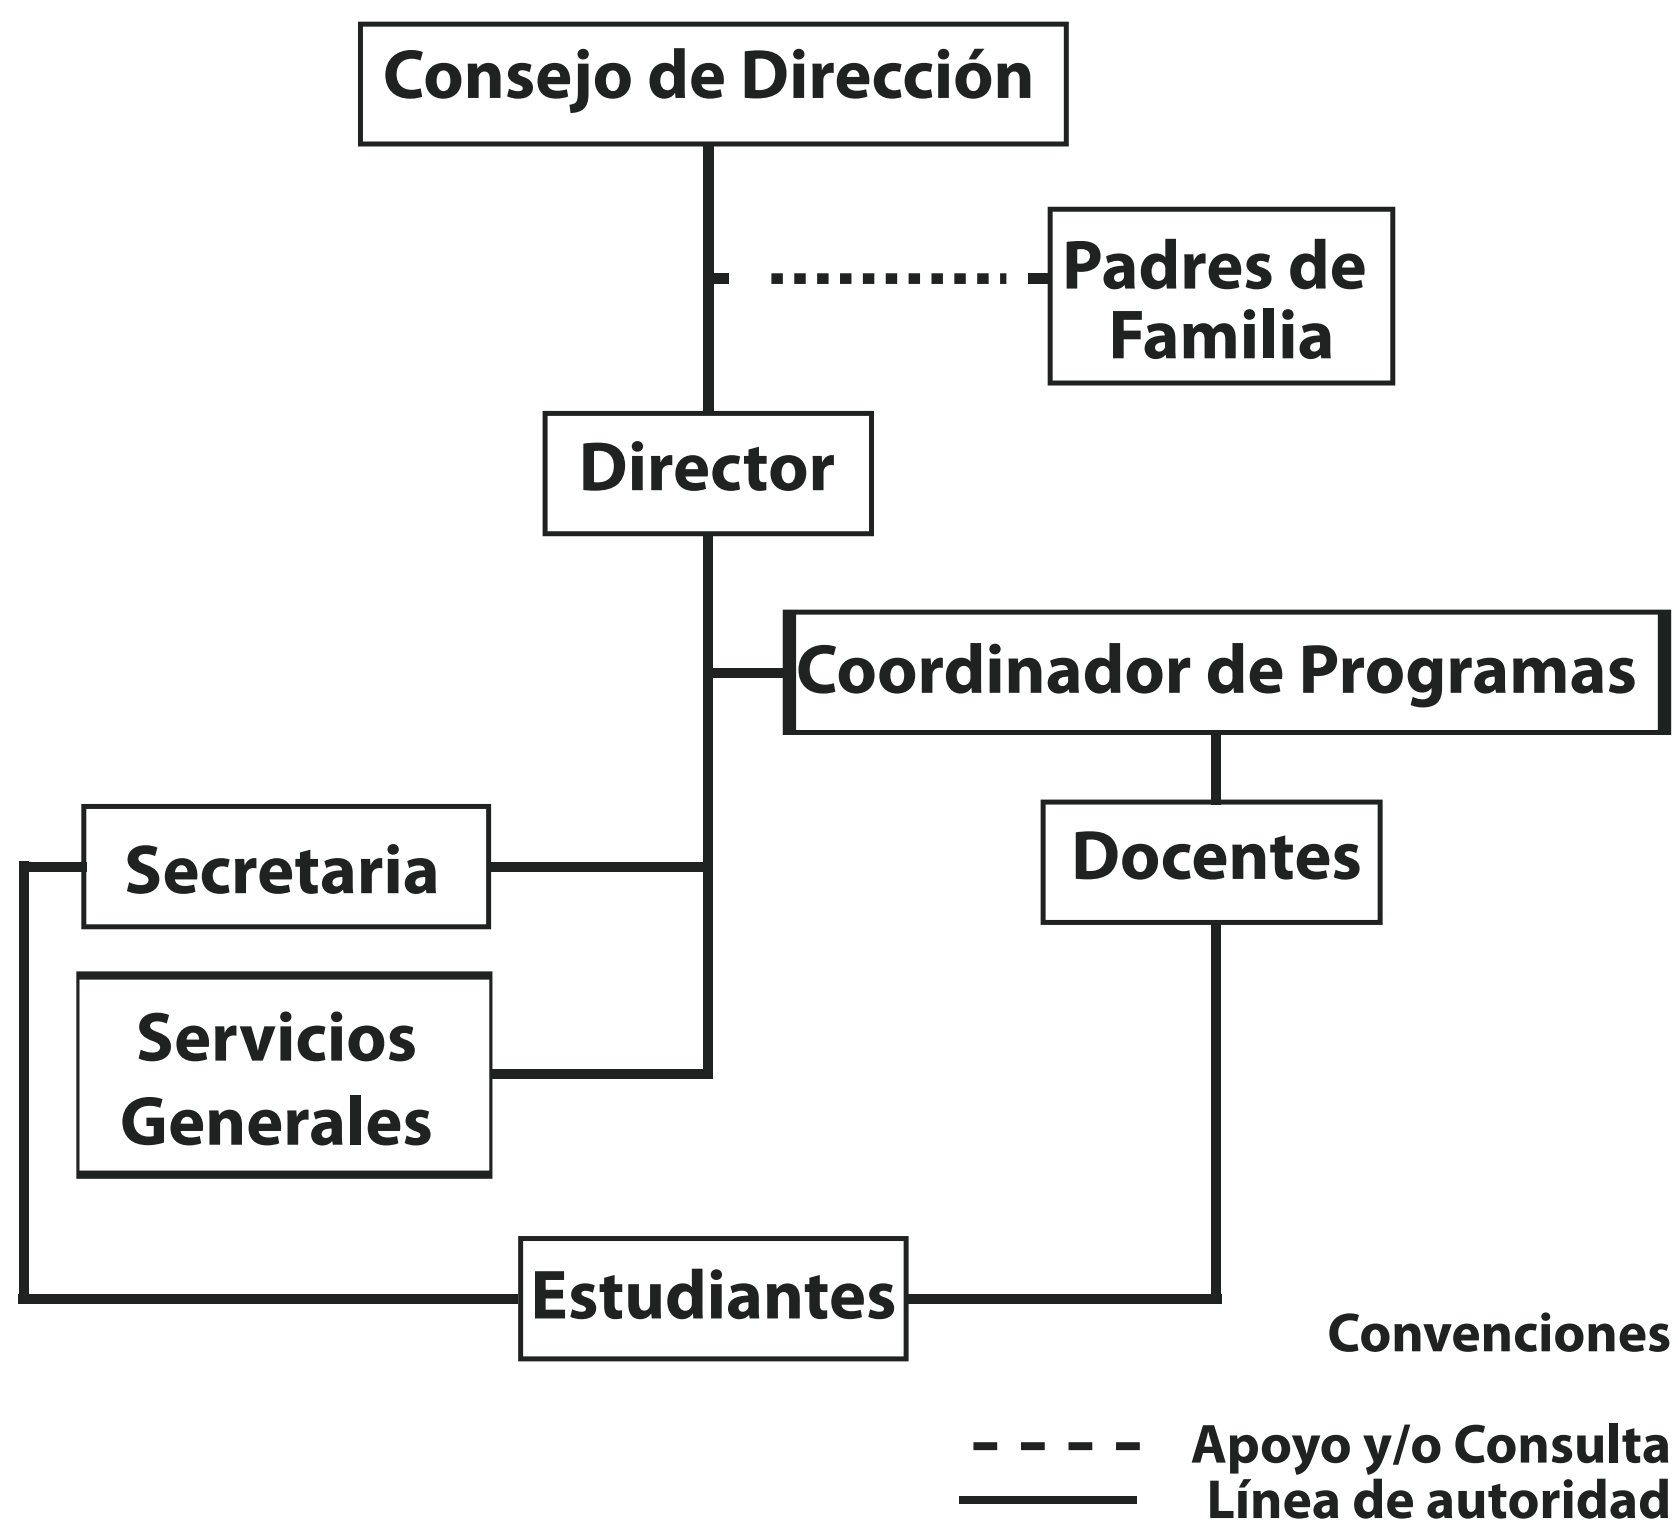 Consejo de Dirección
Padres de
Familia
Director
Coordinador de Programas
Secretaria
Docentes
Servicios
Generales
Estudiantes
Convenciones
Apoyo y/o Consulta
Línea de autoridad